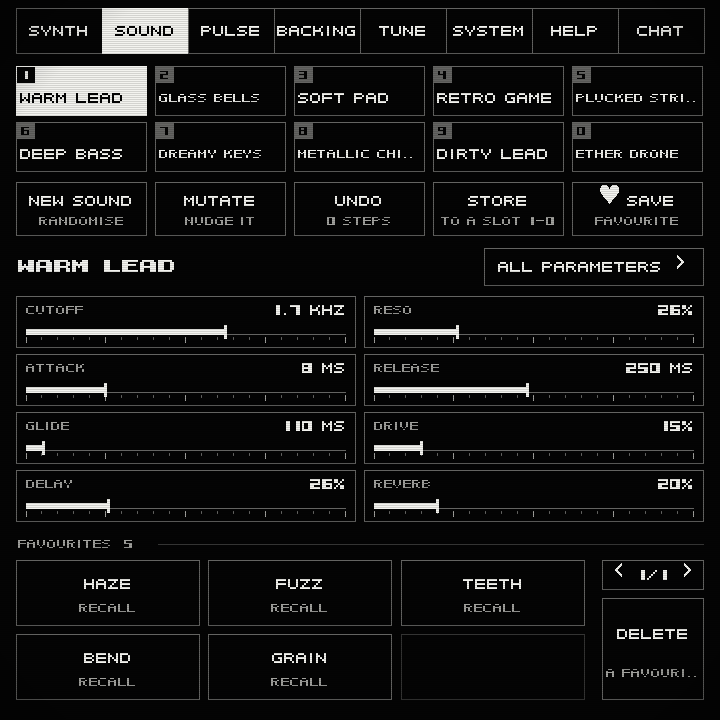 SYNTH SOUND PULSE BACKING TUNE SYSTEM HELP CHAT
1 2 3 4 5
WARM LEAD GLASS BELLS SOFT PAD RETRO GAME PLUCKED STRI..
6 7 8 9 0
DEEP BASS DREAMY KEYS METALLIC CHI.. DIRTY LEAD ETHER DRONE
NEW SOUND MUTATE UNDO STORE ♥ SAVE
RANDOMISE NUDGE IT 0 STEPS TO A SLOT 1-0 FAVOURITE
WARM LEAD ALL PARAMETERS >
CUTOFF 1.7 KHZ RESO 26%
ATTACK 8 MS RELEASE 250 MS
GLIDE 110 MS DRIVE 15%
DELAY 26% REVERB 20%
FAVOURITES 5
HAZE FUZZ TEETH < 1/1 >
RECALL RECALL RECALL
BEND GRAIN DELETE
RECALL RECALL A FAVOURI..